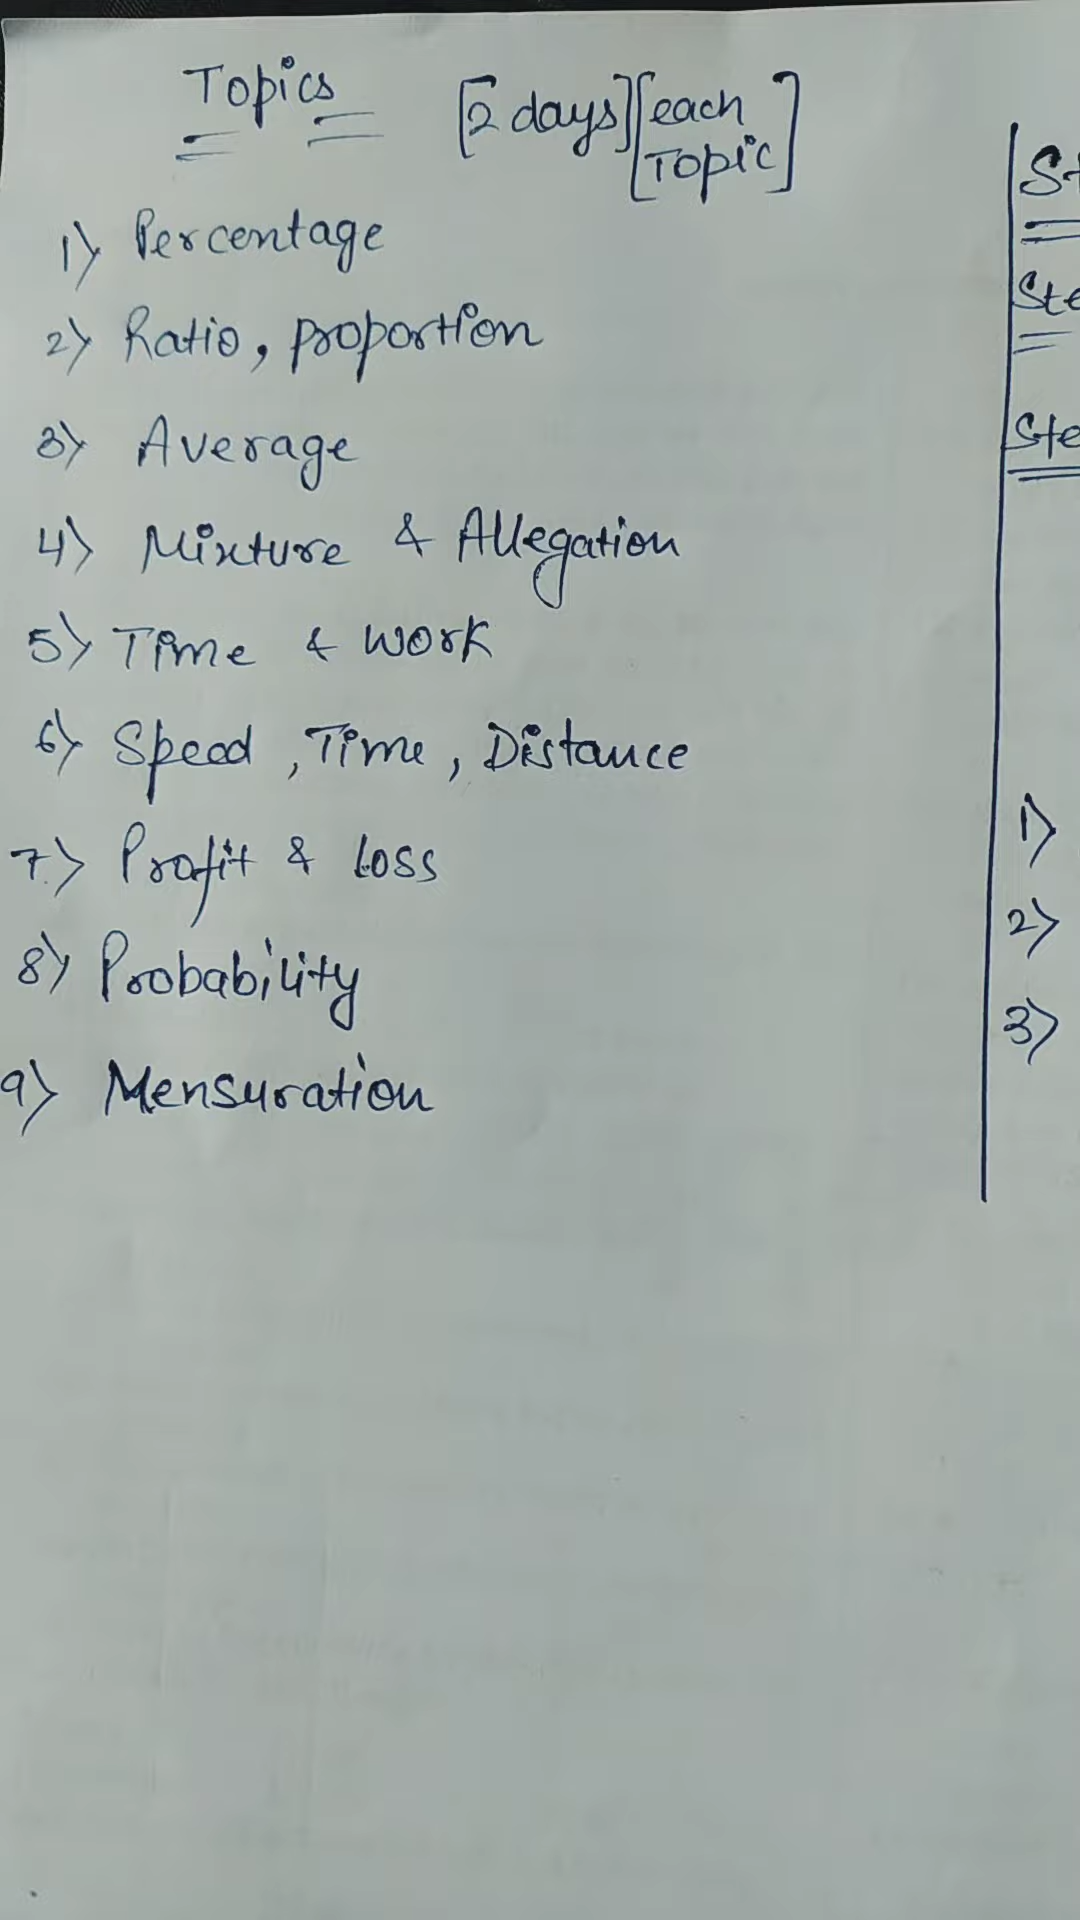 Topics [2 days] [each Topic]
1) Percentage
2) Ratio, proportion
3) Average
4) Mixture & Allegation
5) Time & work
6) Speed, Time, Distance
7) Profit & Loss
8) Probability
9) Mensuration
1)
2)
3)